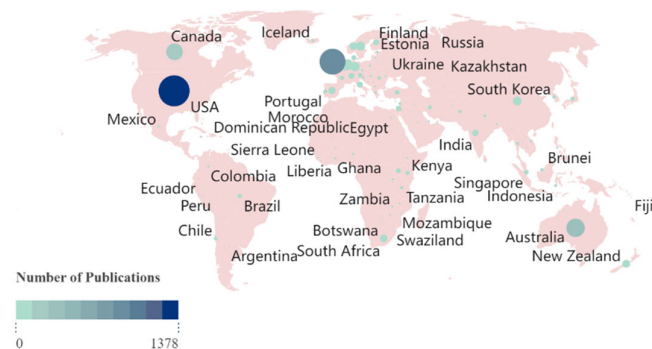 Iceland
Finland
Canada
Estonia
Russia
Ukraine
Kazakhstan
South Korea
Portugal
USA
Mexico
Morocco
Dominican Republic
Egypt
India
Sierra Leone
Brunei
Liberia
Ghana
Kenya
Colombia
Singapore
Ecuador
Zambia
Tanzania
Indonesia
Peru
Brazil
Fiji
Mozambique
Chile
Botswana
Swaziland
Australia
South Africa
Argentina
New Zealand
Number of Publications
0
1378